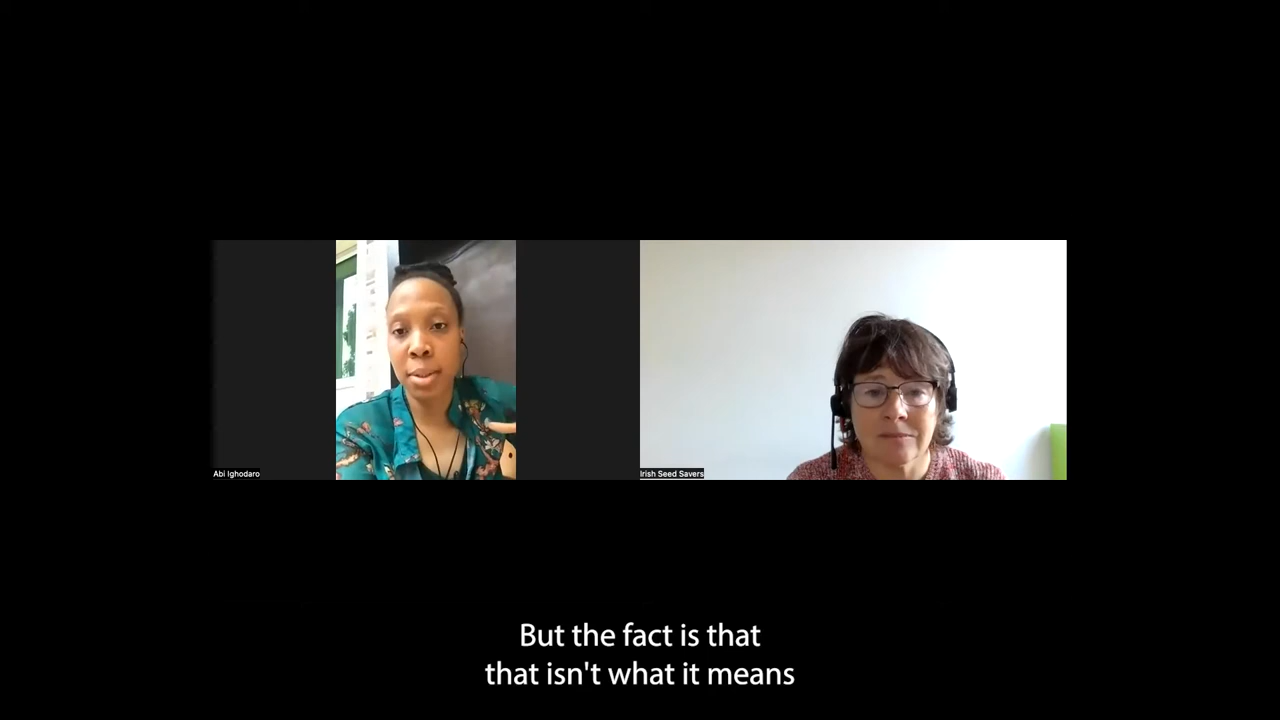 Abi Ighodaro
Irish Seed Savers
But the fact is that
that isn't what it means